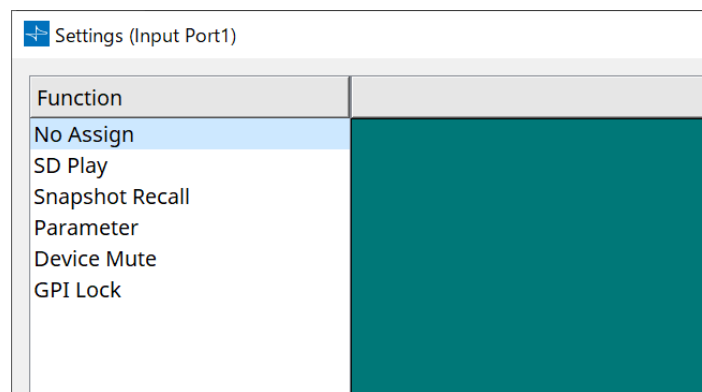 Settings (Input Port1)
Function
No Assign
SD Play
Snapshot Recall
Parameter
Device Mute
GPI Lock